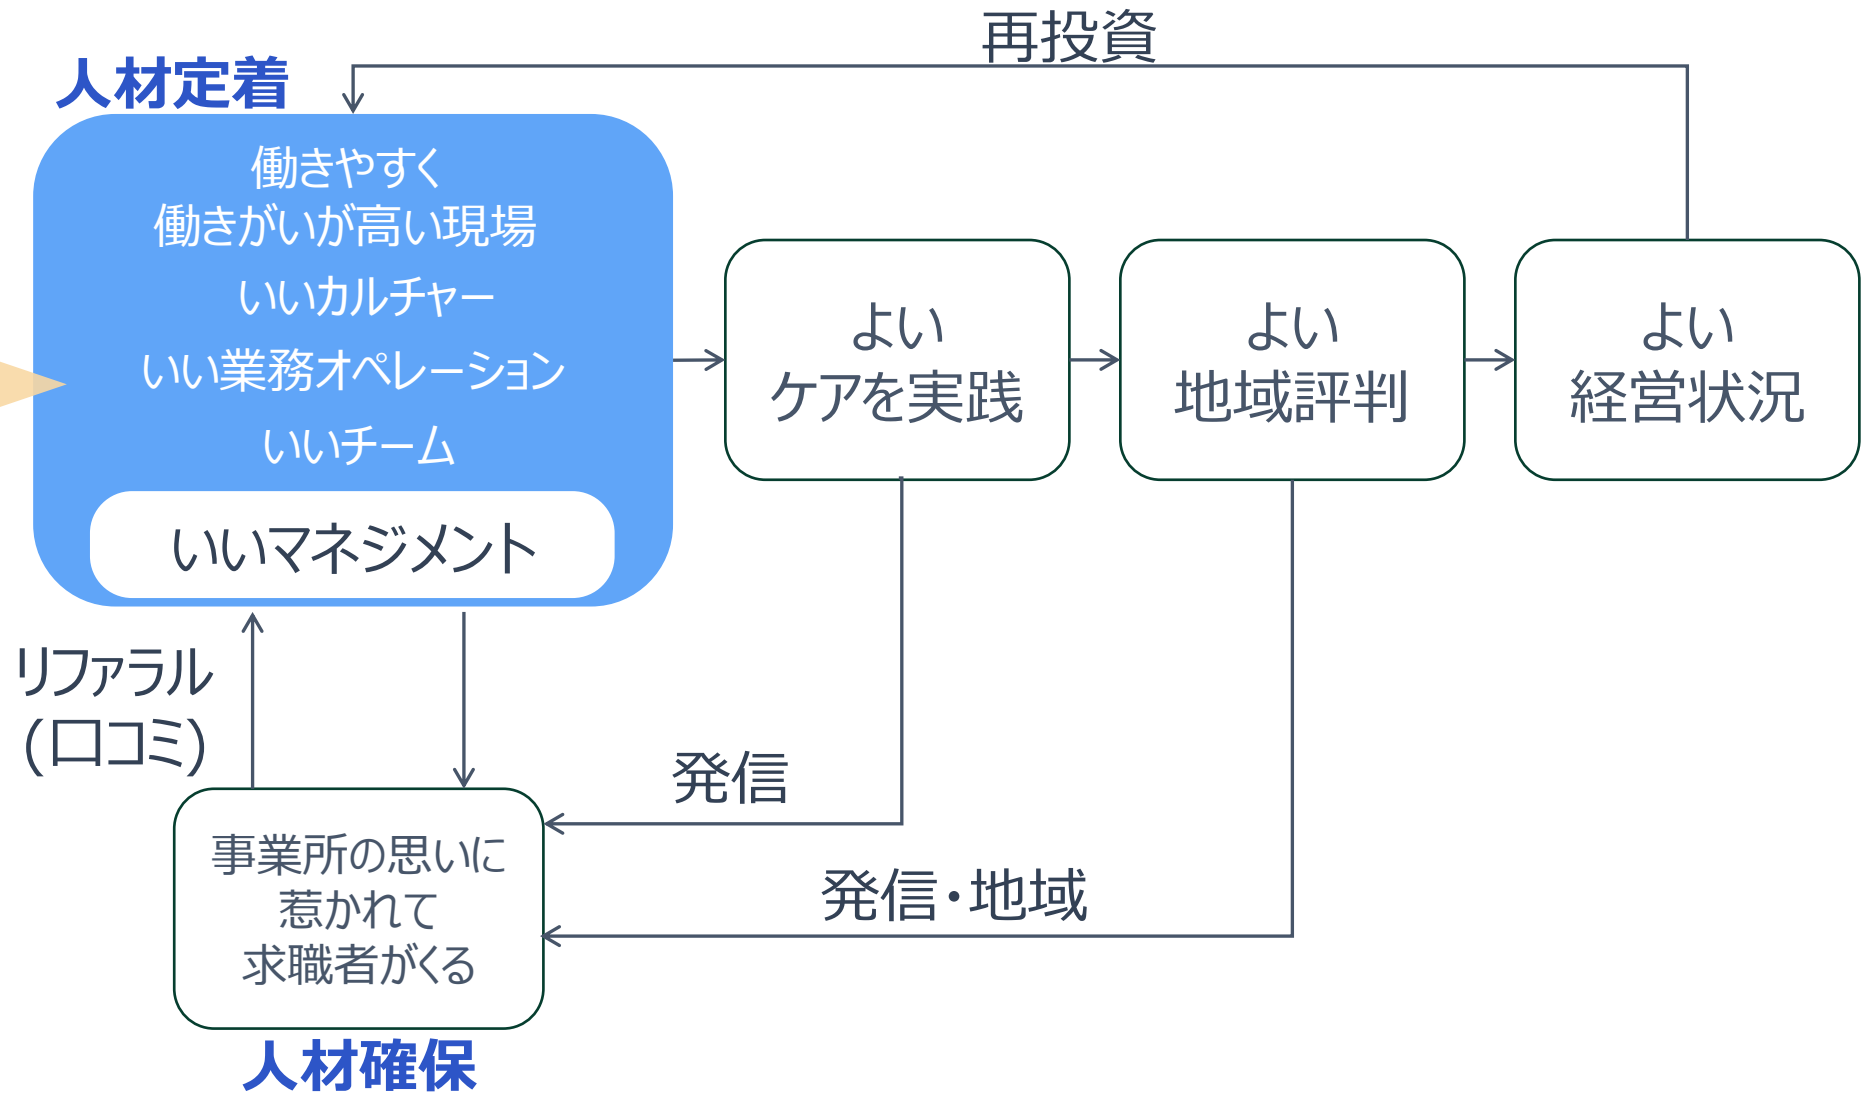 再投資
人材定着
働きやすく
働きがいが高い現場
いいカルチャー
いい業務オペレーション
いいチーム
いいマネジメント
よい
ケアを実践
よい
地域評判
よい
経営状況
リファラル
(口コミ)
発信
発信・地域
事業所の思いに
惹かれて
求職者がくる
人材確保